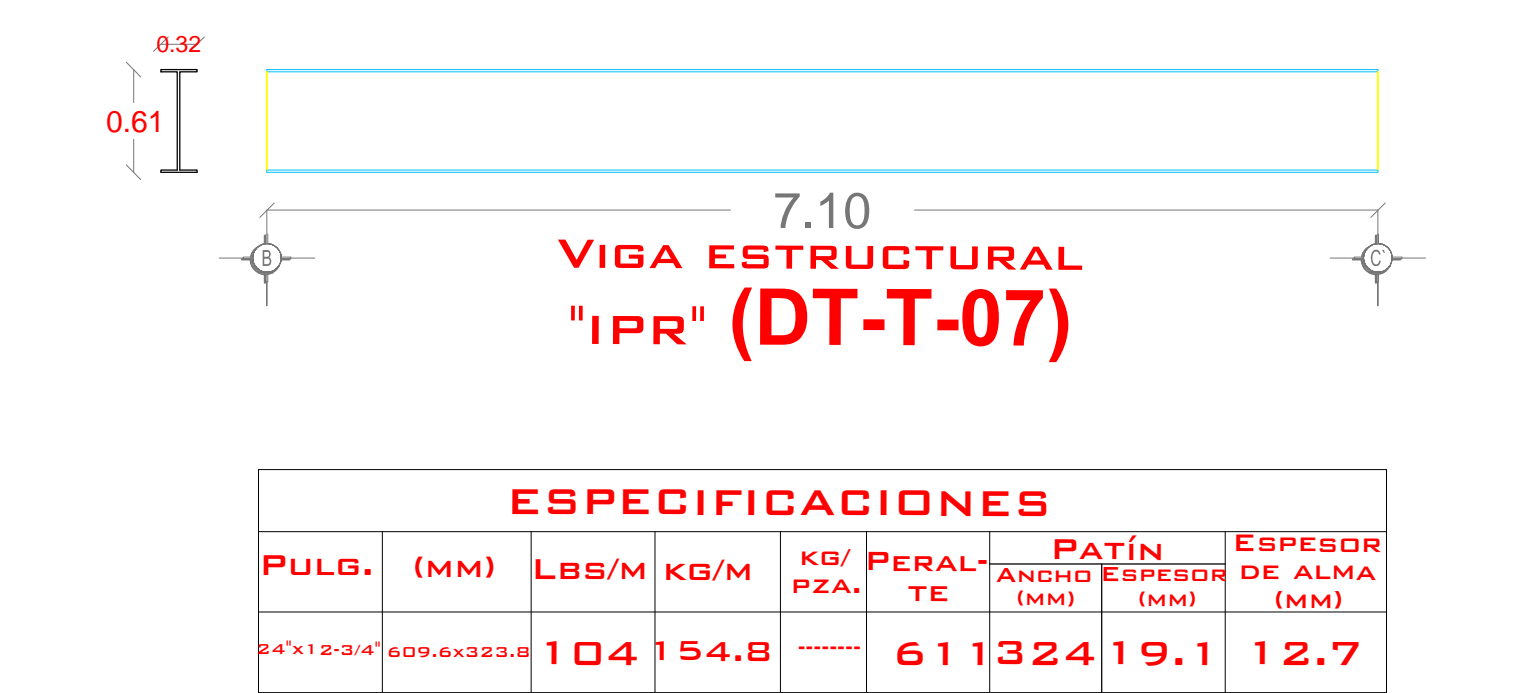 0.32
0.61
7.10
B
C`
VIGA ESTRUCTURAL
"IPR" (DT-T-07)
ESPECIFICACIONES
PULG.
(MM)
LBS/M
KG/M
KG/
PZA.
PERAL-
TE
PATÍN
ANCHO
(MM)
ESPESOR
(MM)
ESPESOR
DE ALMA
(MM)
24"x12-3/4" 609.6x323.8 104 154.8 -------- 611 324 19.1 12.7